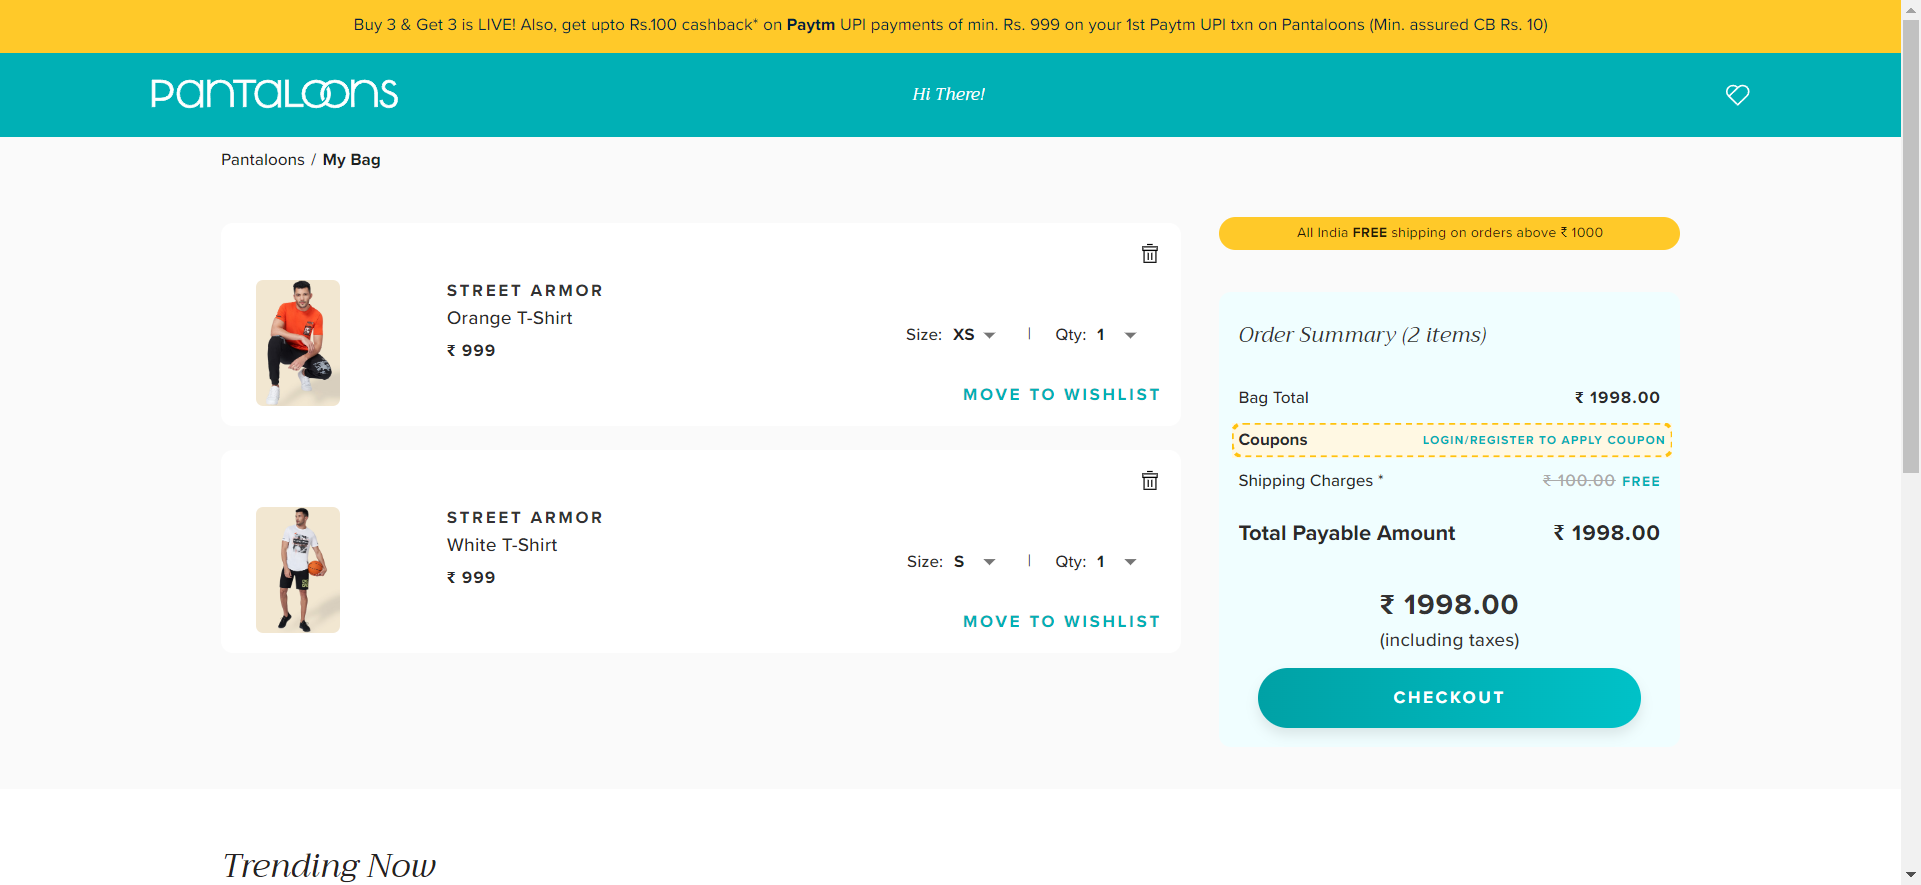 Buy 3 & Get 3 is LIVE! Also, get upto Rs.100 cashback* on Paytm UPI payments of min. Rs. 999 on your 1st Paytm UPI txn on Pantaloons (Min. assured CB Rs. 10)
PANTALOONS
Hi There!
Pantaloons / My Bag
All India FREE shipping on orders above ₹ 1000
STREET ARMOR
Orange T-Shirt
₹ 999
Size: XS | Qty: 1
MOVE TO WISHLIST
STREET ARMOR
White T-Shirt
₹ 999
Size: S | Qty: 1
MOVE TO WISHLIST
Order Summary (2 items)
Bag Total ₹ 1998.00
Coupons LOGIN/REGISTER TO APPLY COUPON
Shipping Charges * ₹ 100.00 FREE
Total Payable Amount ₹ 1998.00
₹ 1998.00
(including taxes)
CHECKOUT
Trending Now